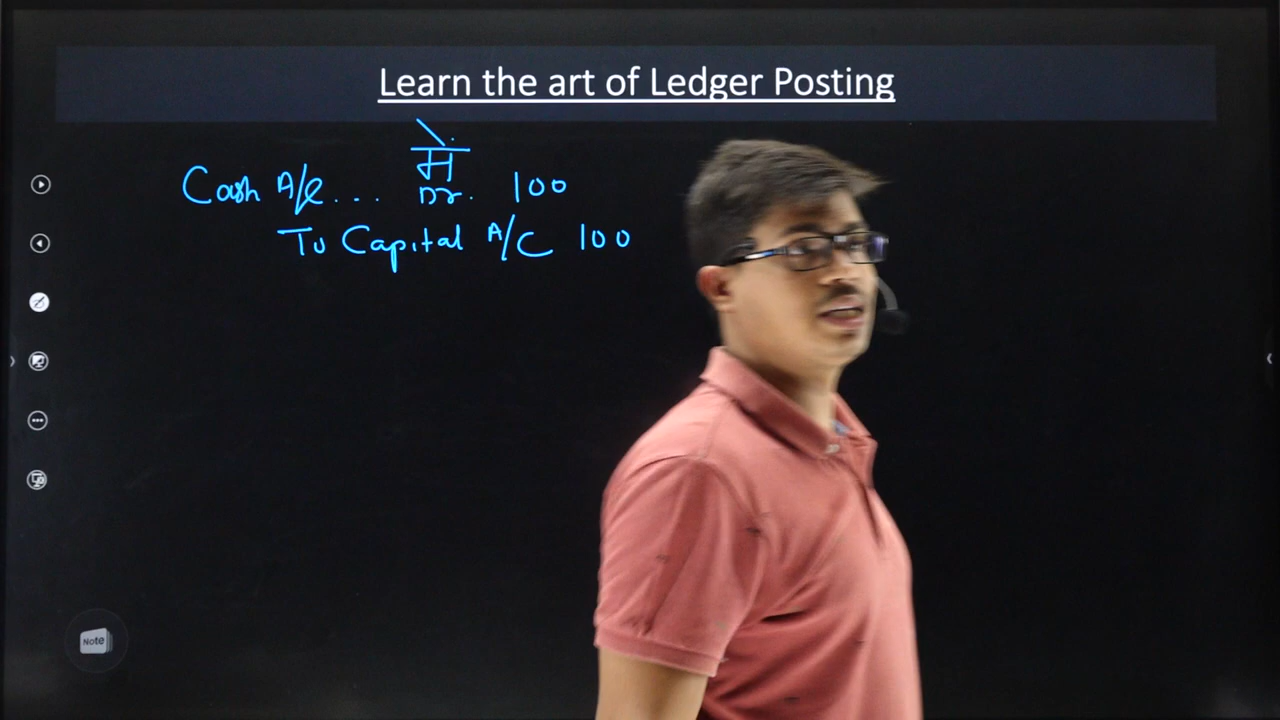 Learn the art of Ledger Posting
में
Cash A/c... Dr. 100
To Capital A/C 100
Note